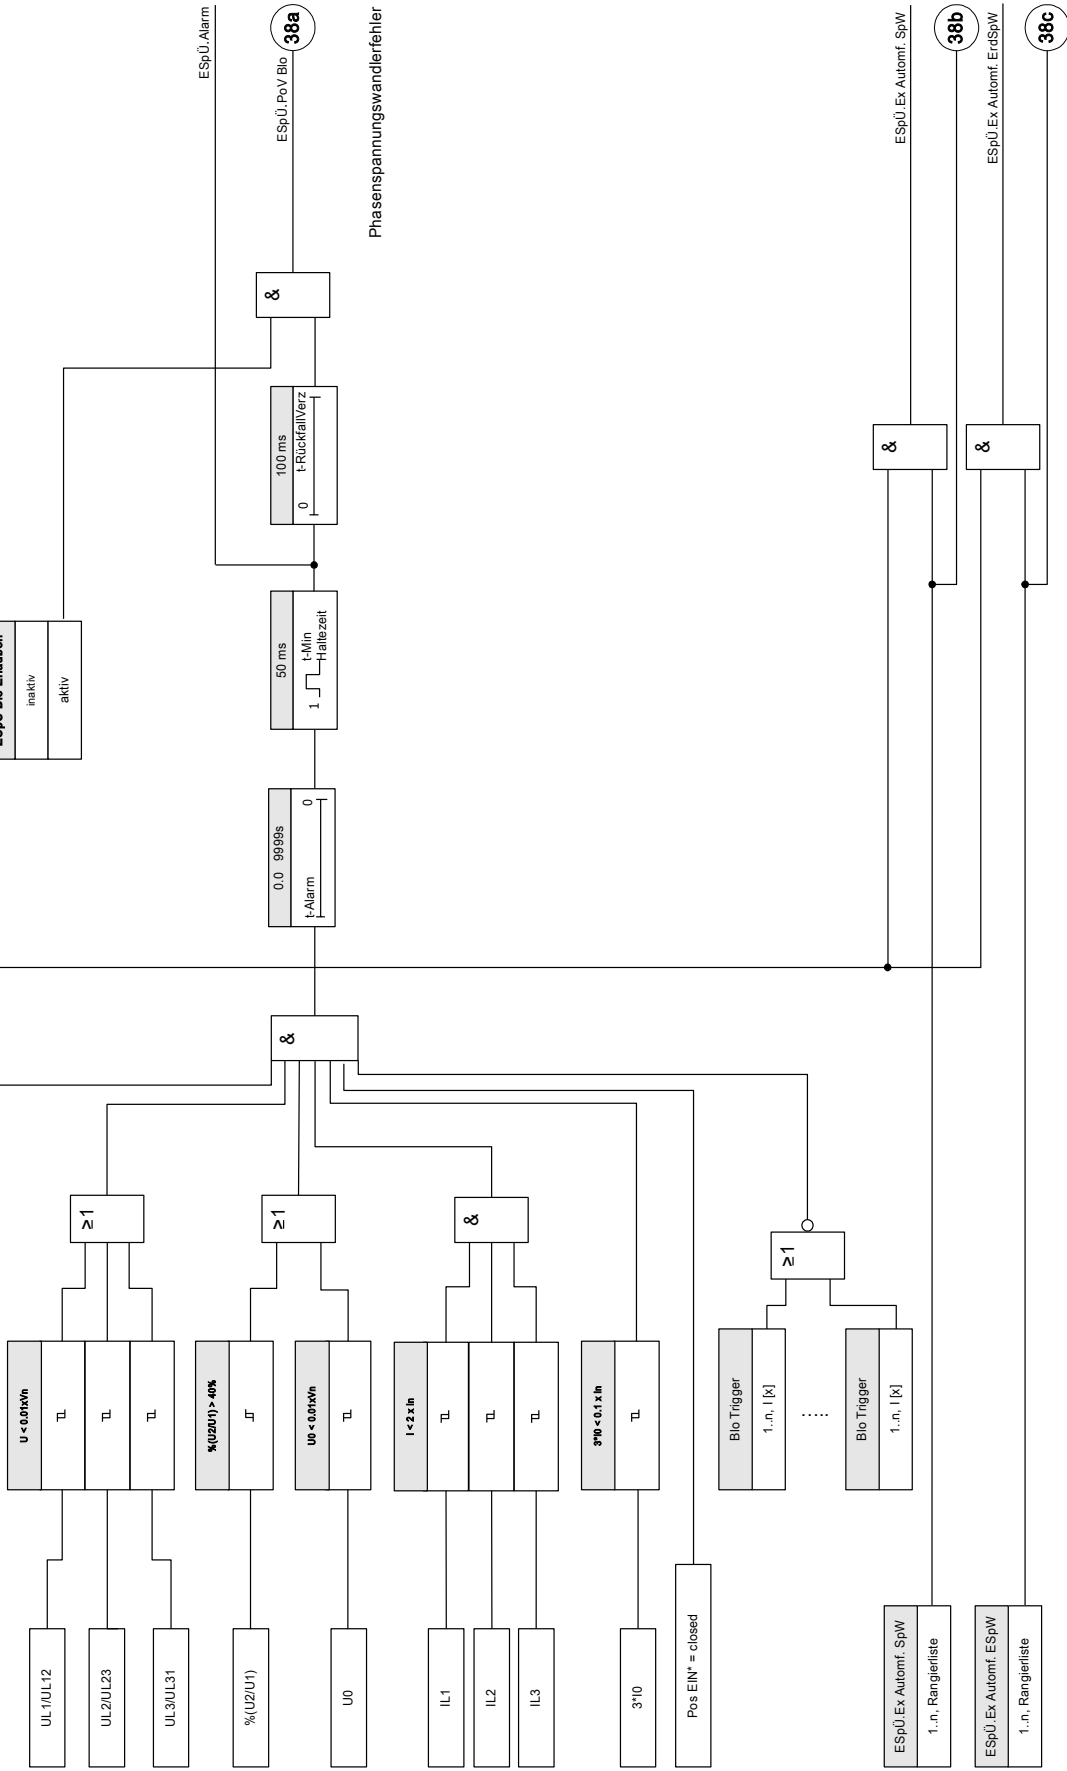 UL1/UL12
UL2/UL23
UL3/UL31
%(U2/U1)
U0
IL1
IL2
IL3
3*I0
Pos EIN* = closed
U < 0.01xVn
%(U2/U1) > 40%
U0 < 0.01xVn
I < 2 x In
3*I0 < 0.1 x In
Blo Trigger
1..n, I [x]
.....
Blo Trigger
1..n, I [x]
≥1
≥1
&
≥1
&
0.0 9999s
t-Alarm
0
50 ms
1
t-Min
Haltezeit
100 ms
0
t-RückfallVerz
inaktiv
aktiv
&
ESpÜ.Alarm
ESpÜ.PoV Blo
38a
Phasenspannungswandlerfehler
ESpÜ.Ex Automf. SpW
1..n, Rangierliste
&
ESpÜ.Ex Automf. SpW
38b
ESpÜ.Ex Automf. ESpW
1..n, Rangierliste
&
ESpÜ.Ex Automf. ErdSpW
38c